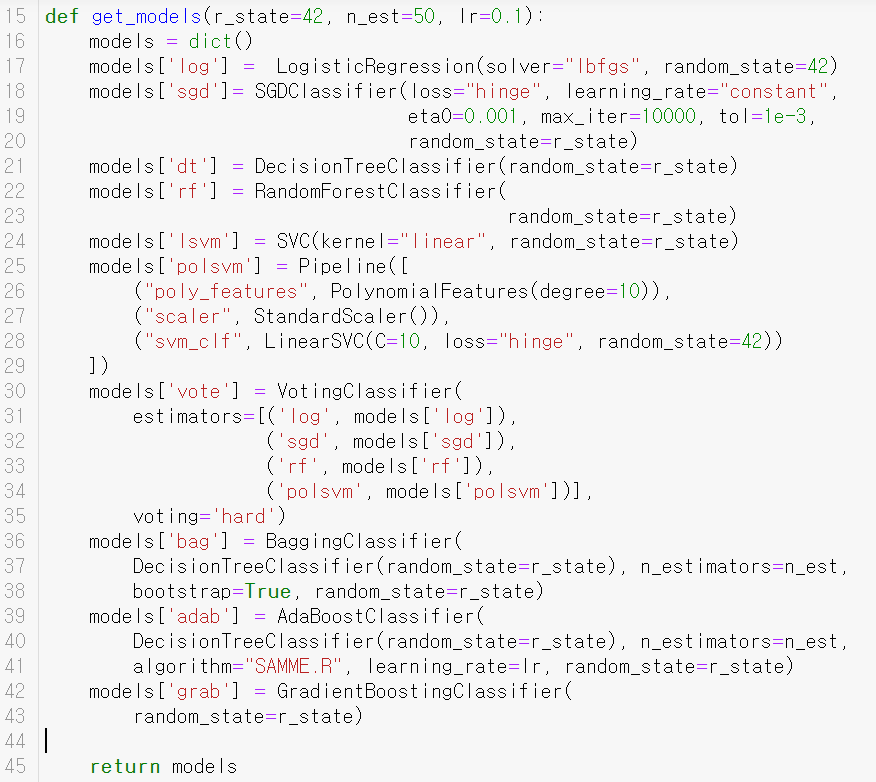 15 def get_models(r_state=42, n_est=50, lr=0.1):
16     models = dict()
17     models['log'] =  LogisticRegression(solver="lbfgs", random_state=42)
18     models['sgd']= SGDClassifier(loss="hinge", learning_rate="constant",
19                                  eta0=0.001, max_iter=10000, tol=1e-3,
20                                  random_state=r_state)
21     models['dt'] = DecisionTreeClassifier(random_state=r_state)
22     models['rf'] = RandomForestClassifier(
23                                           random_state=r_state)
24     models['lsvm'] = SVC(kernel="linear", random_state=r_state)
25     models['polsvm'] = Pipeline([
26         ("poly_features", PolynomialFeatures(degree=10)),
27         ("scaler", StandardScaler()),
28         ("svm_clf", LinearSVC(C=10, loss="hinge", random_state=42))
29     ])
30     models['vote'] = VotingClassifier(
31         estimators=[('log', models['log']),
32                     ('sgd', models['sgd']),
33                     ('rf', models['rf']),
34                     ('polsvm', models['polsvm'])],
35         voting='hard')
36     models['bag'] = BaggingClassifier(
37         DecisionTreeClassifier(random_state=r_state), n_estimators=n_est,
38         bootstrap=True, random_state=r_state)
39     models['adab'] = AdaBoostClassifier(
40         DecisionTreeClassifier(random_state=r_state), n_estimators=n_est,
41         algorithm="SAMME.R", learning_rate=lr, random_state=r_state)
42     models['grab'] = GradientBoostingClassifier(
43         random_state=r_state)
44
45     return models